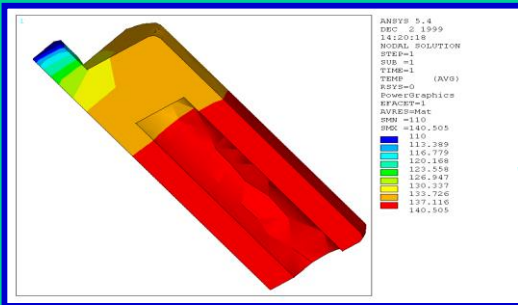 1
ANSYS 5.4
DEC 2 1999
14:20:18
NODAL SOLUTION
STEP=1
SUB =1
TIME=1
TEMP (AVG)
RSYS=0
PowerGraphics
EFACET=1
AVRES=Mat
SMN =110
SMX =140.505
110
113.389
116.779
120.168
123.558
126.947
130.337
133.726
137.116
140.505